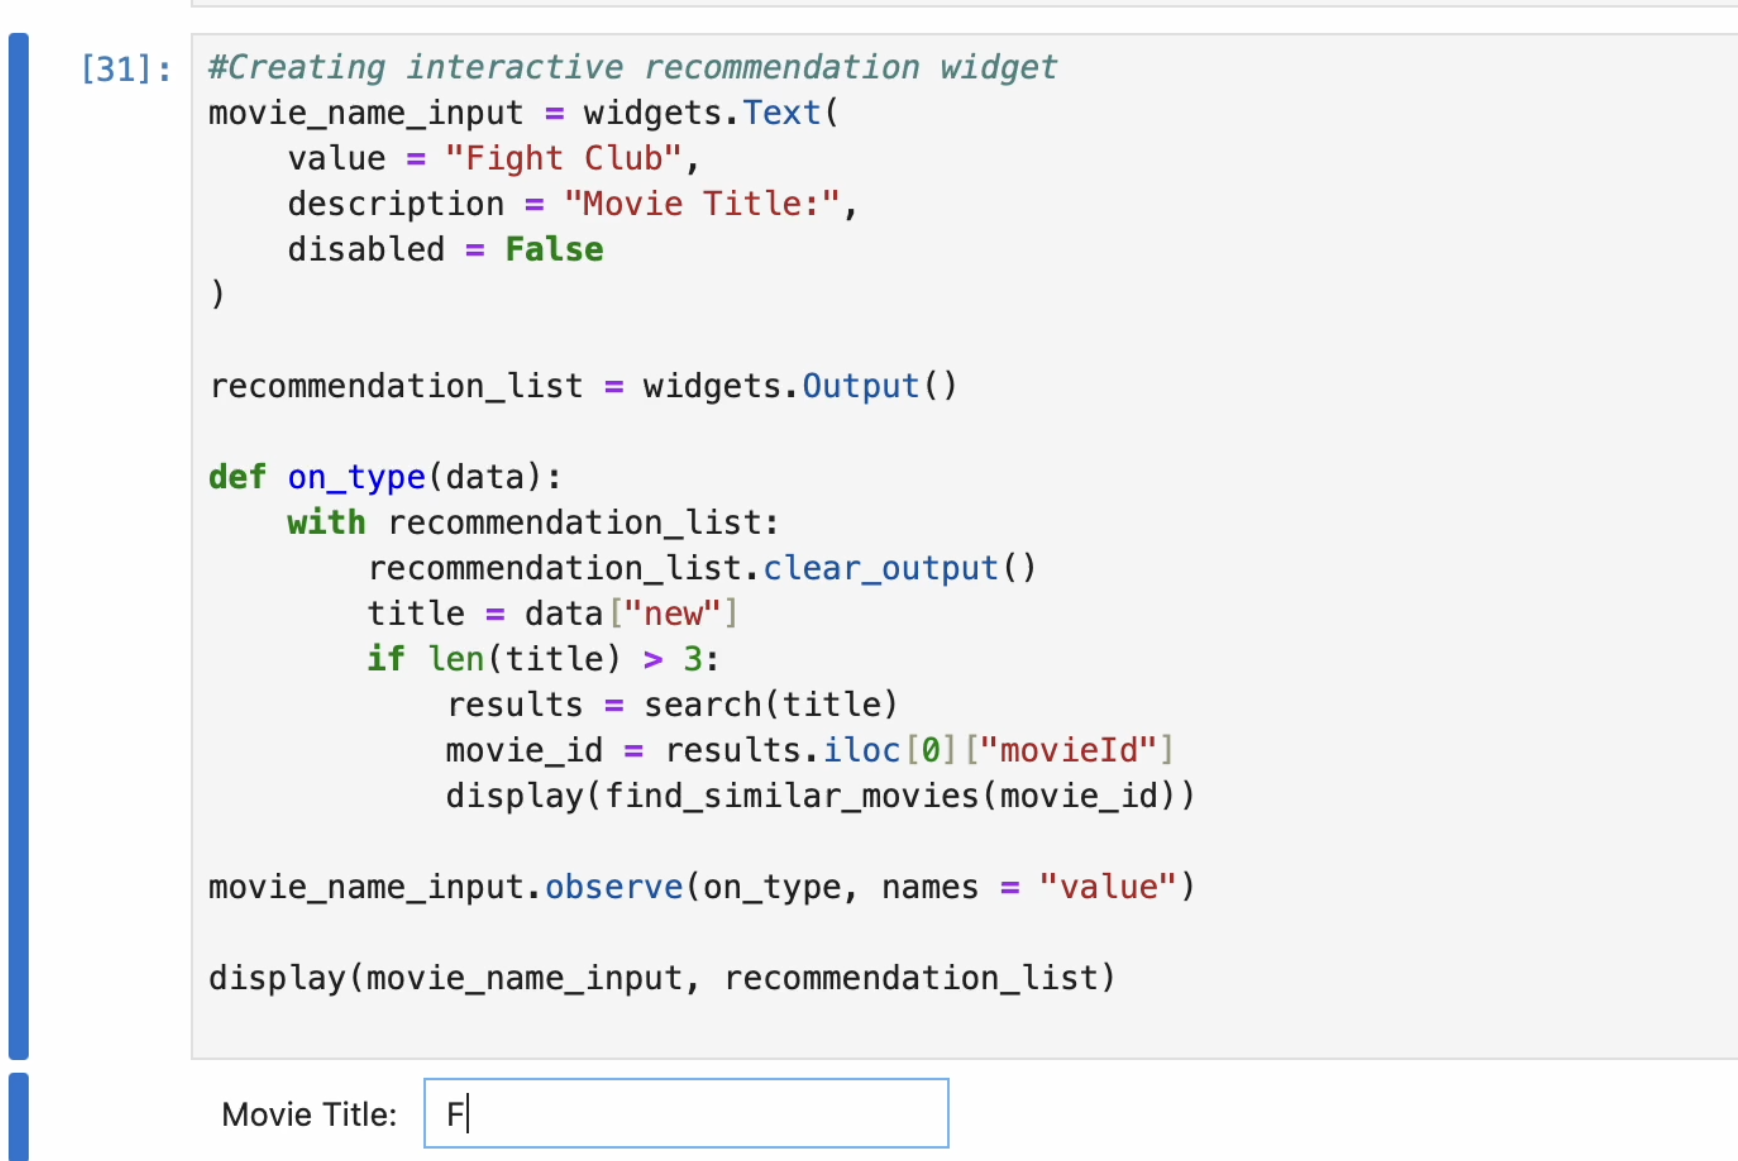 [31]: #Creating interactive recommendation widget
movie_name_input = widgets.Text(
    value = "Fight Club",
    description = "Movie Title:",
    disabled = False
)

recommendation_list = widgets.Output()

def on_type(data):
    with recommendation_list:
        recommendation_list.clear_output()
        title = data["new"]
        if len(title) > 3:
            results = search(title)
            movie_id = results.iloc[0]["movieId"]
            display(find_similar_movies(movie_id))

movie_name_input.observe(on_type, names = "value")

display(movie_name_input, recommendation_list)

Movie Title: F